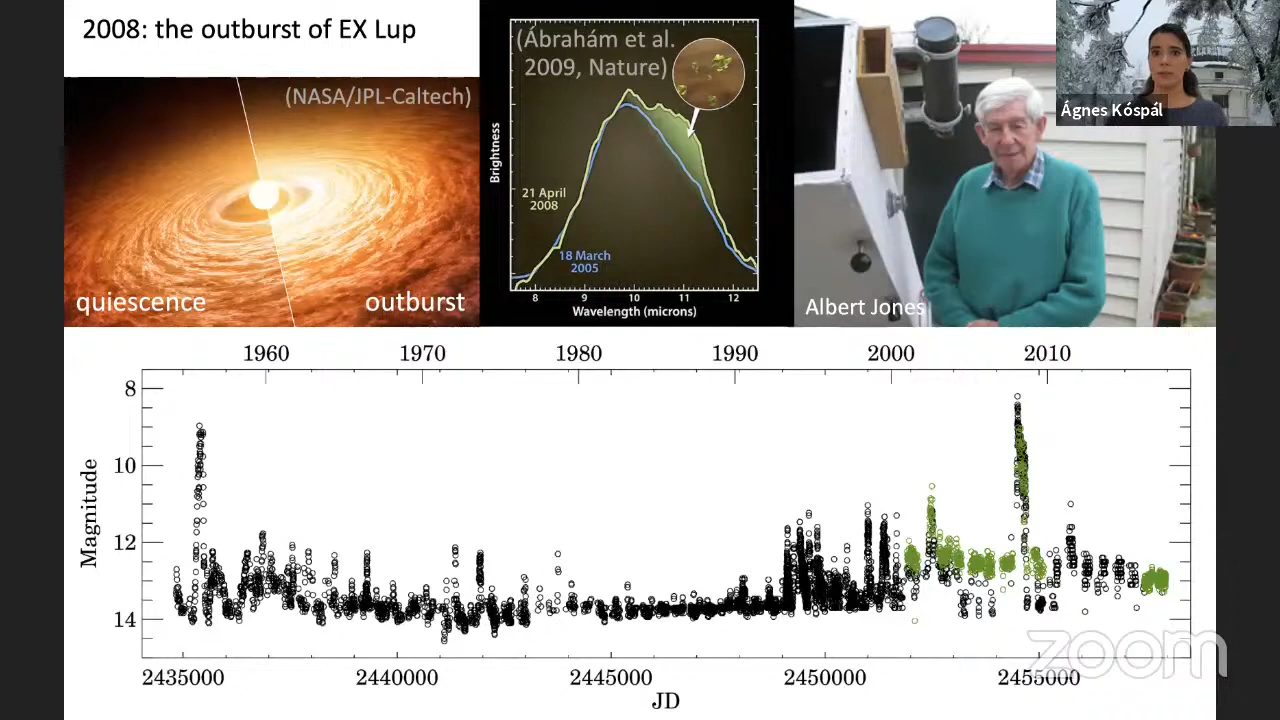 2008: the outburst of EX Lup
(NASA/JPL-Caltech)
quiescence
outburst
(Ábrahám et al.
2009, Nature)
Brightness
21 April
2008
18 March
2005
8 9 10 11 12
Wavelength (microns)
Albert Jones
Ágnes Kóspál
1960 1970 1980 1990 2000 2010
8
10
12
14
Magnitude
2435000 2440000 2445000 2450000 2455000
JD
zoom